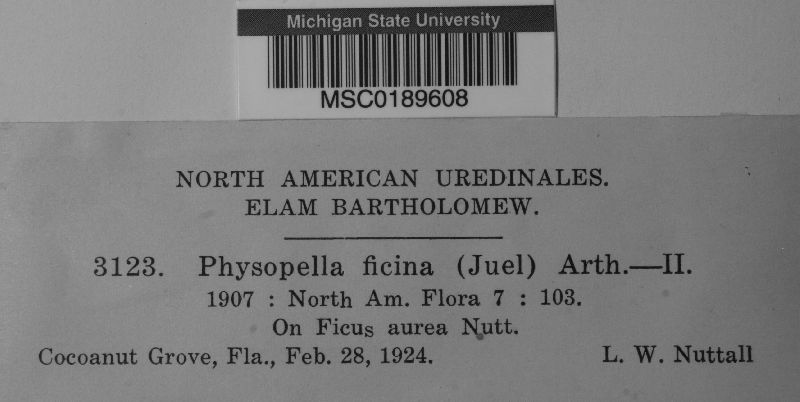 Michigan State University
MSC0189608
NORTH AMERICAN UREDINALES.
ELAM BARTHOLOMEW.
3123. Physopella ficina (Juel) Arth.—II.
1907 : North Am. Flora 7 : 103.
On Ficus aurea Nutt.
Cocoanut Grove, Fla., Feb. 28, 1924. L. W. Nuttall